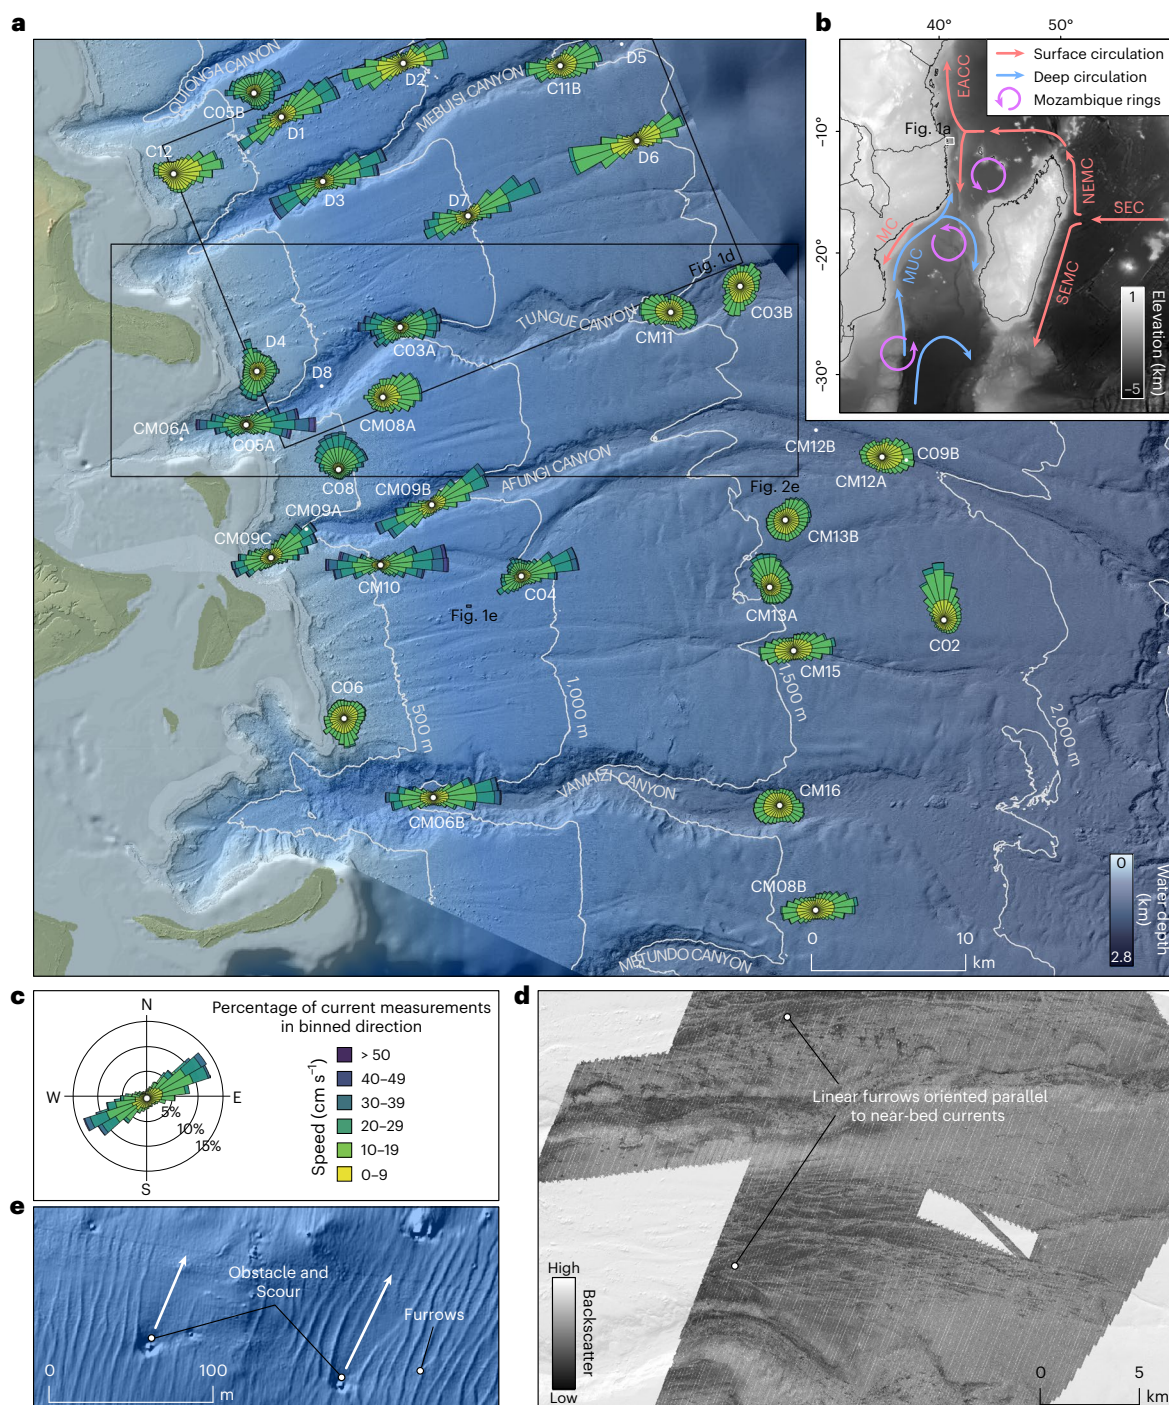 a
QUITONGA CANYON
C05B
D1
D2
MEBUISI CANYON
C11B
D5
C12
D3
D7
D6
Fig. 1d
C03B
TUNGUE CANYON
CM11
C03A
D4
D8
CM08A
CM06A
C05A
C08
CM09B
AFUNGI CANYON
CM09A
CM09C
CM10
C04
Fig. 1e
CM12B
C09B
CM12A
Fig. 2e
CM13B
CM13A
C02
CM15
C06
500 m
1,000 m
1,500 m
2,000 m
VAMAIZI CANYON
CM06B
CM16
CM08B
METUNDO CANYON
0 10
km
0
2.8
Water depth
(km)
b
40° 50°
Surface circulation
Deep circulation
Mozambique rings
−10°
−20°
−30°
Fig. 1a
EACC
NEMC
SEC
MC
MUC
SEMC
1
−5
Elevation (km)
c
Percentage of current measurements
in binned direction
N
W
E
S
5%
10%
15%
Speed (cm s⁻¹)
> 50
40–49
30–39
20–29
10–19
0–9
d
Linear furrows oriented parallel
to near-bed currents
High
Low
Backscatter
0 5
km
e
Obstacle and
Scour
Furrows
0 100
m